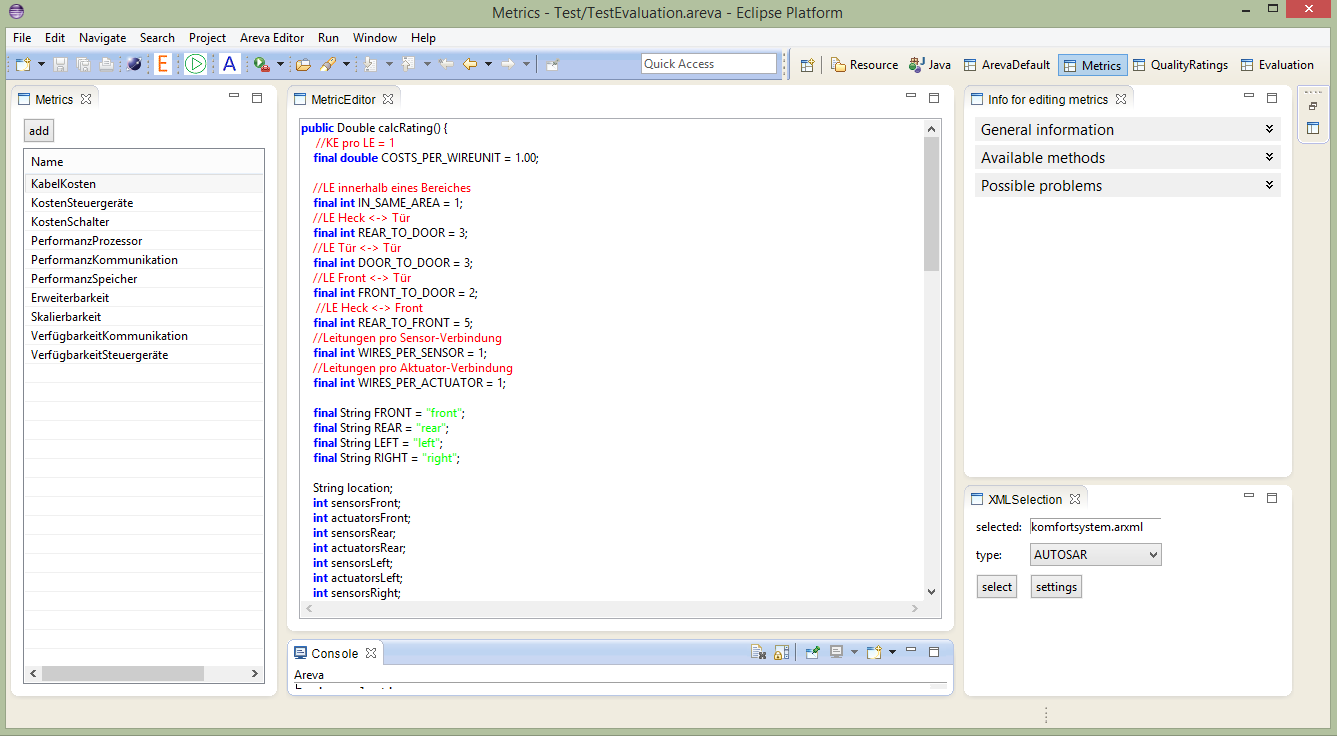 Metrics - Test/TestEvaluation.areva - Eclipse Platform
File Edit Navigate Search Project Areva Editor Run Window Help
E A Quick Access Resource Java ArevaDefault Metrics QualityRatings Evaluation
Metrics
add
Name
KabelKosten
KostenSteuergeräte
KostenSchalter
PerformanzProzessor
PerformanzKommunikation
PerformanzSpeicher
Erweiterbarkeit
Skalierbarkeit
VerfügbarkeitKommunikation
VerfügbarkeitSteuergeräte
MetricEditor
public Double calcRating() {
//KE pro LE = 1
final double COSTS_PER_WIREUNIT = 1.00;
//LE innerhalb eines Bereiches
final int IN_SAME_AREA = 1;
//LE Heck <-> Tür
final int REAR_TO_DOOR = 3;
//LE Tür <-> Tür
final int DOOR_TO_DOOR = 3;
//LE Front <-> Tür
final int FRONT_TO_DOOR = 2;
//LE Heck <-> Front
final int REAR_TO_FRONT = 5;
//Leitungen pro Sensor-Verbindung
final int WIRES_PER_SENSOR = 1;
//Leitungen pro Aktuator-Verbindung
final int WIRES_PER_ACTUATOR = 1;
final String FRONT = "front";
final String REAR = "rear";
final String LEFT = "left";
final String RIGHT = "right";
String location;
int sensorsFront;
int actuatorsFront;
int sensorsRear;
int actuatorsRear;
int sensorsLeft;
int actuatorsLeft;
int sensorsRight;
Console
Areva
Info for editing metrics
General information
Available methods
Possible problems
XMLSelection
selected: komfortsystem.arxml
type: AUTOSAR
select settings